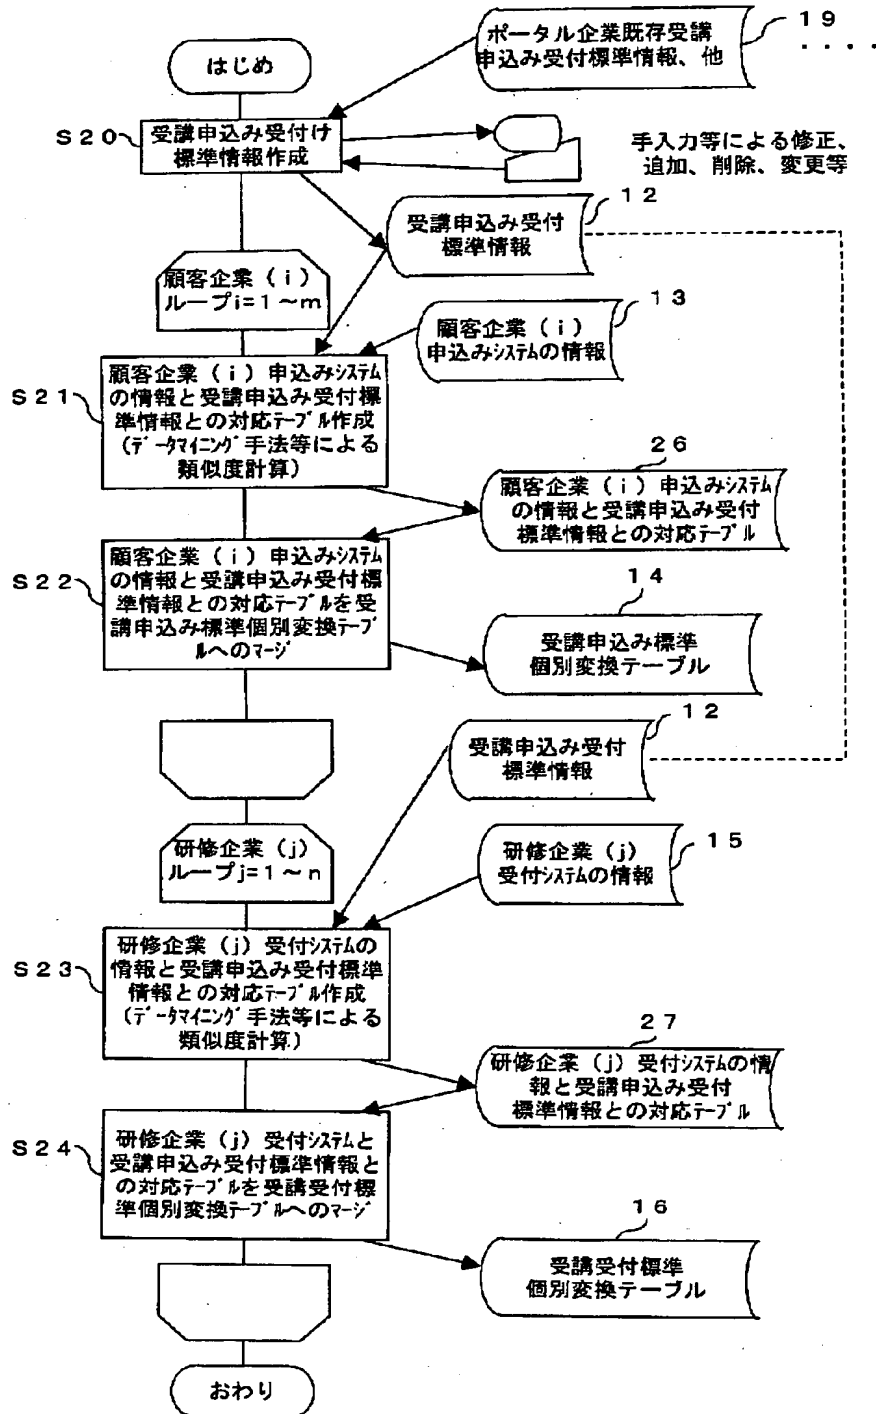 19
ポータル企業既存受講
申込み受付標準情報、他
・・・・
はじめ
S20
受講申込み受付け
標準情報作成
手入力等による修正、
追加、削除、変更等
12
受講申込み受付
標準情報
顧客企業(i)
ループi=1~m
13
顧客企業(i)
申込みシステムの情報
S21
顧客企業(i)申込みシステム
の情報と受講申込み受付標
準情報との対応テーブル作成
(データマイニング手法等による
類似度計算)
26
顧客企業(i)申込みシステム
の情報と受講申込み受付
標準情報との対応テーブル
S22
顧客企業(i)申込みシステム
の情報と受講申込み受付標
準情報との対応テーブルを受
講申込み標準個別変換テーブ
ルへのマージ
14
受講申込み標準
個別変換テーブル
12
受講申込み受付
標準情報
研修企業(j)
ループj=1~n
15
研修企業(j)
受付システムの情報
S23
研修企業(j)受付システムの
情報と受講申込み受付標準
情報との対応テーブル作成
(データマイニング手法等による
類似度計算)
27
研修企業(j)受付システムの情
報と受講申込み受付
標準情報との対応テーブル
S24
研修企業(j)受付システムと
受講申込み受付標準情報と
の対応テーブルを受講受付標
準個別変換テーブルへのマージ
16
受講受付標準
個別変換テーブル
おわり